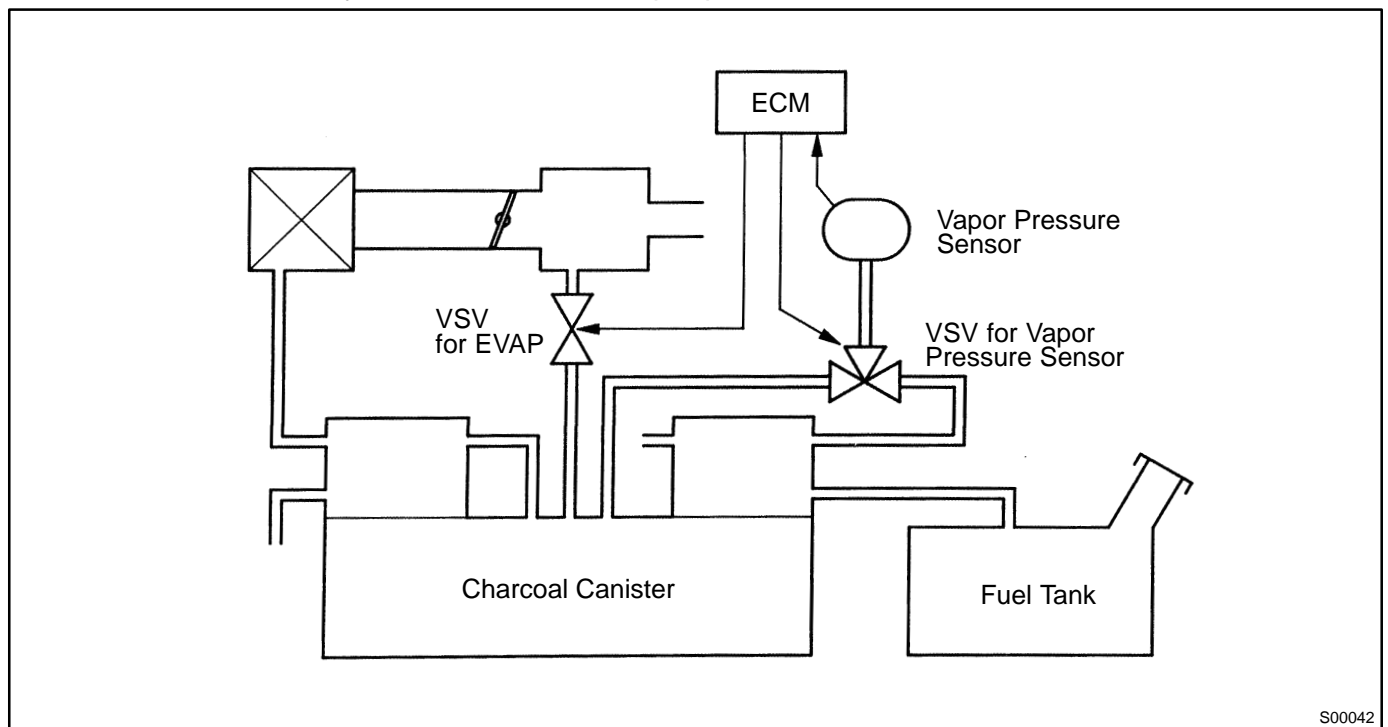 ECM
Vapor Pressure
Sensor
VSV
for EVAP
VSV for Vapor
Pressure Sensor
Charcoal Canister
Fuel Tank
S00042